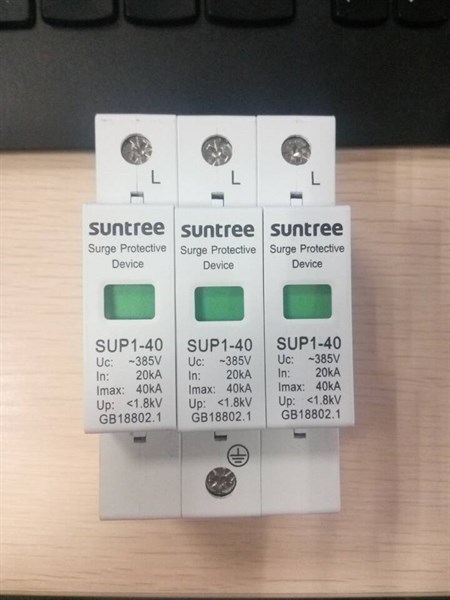 L L L
suntree
Surge Protective
Device
SUP1-40
Uc: ~385V
In: 20kA
Imax: 40kA
Up: <1.8kV
GB18802.1
suntree
Surge Protective
Device
SUP1-40
Uc: ~385V
In: 20kA
Imax: 40kA
Up: <1.8kV
GB18802.1
suntree
Surge Protective
Device
SUP1-40
Uc: ~385V
In: 20kA
Imax: 40kA
Up: <1.8kV
GB18802.1